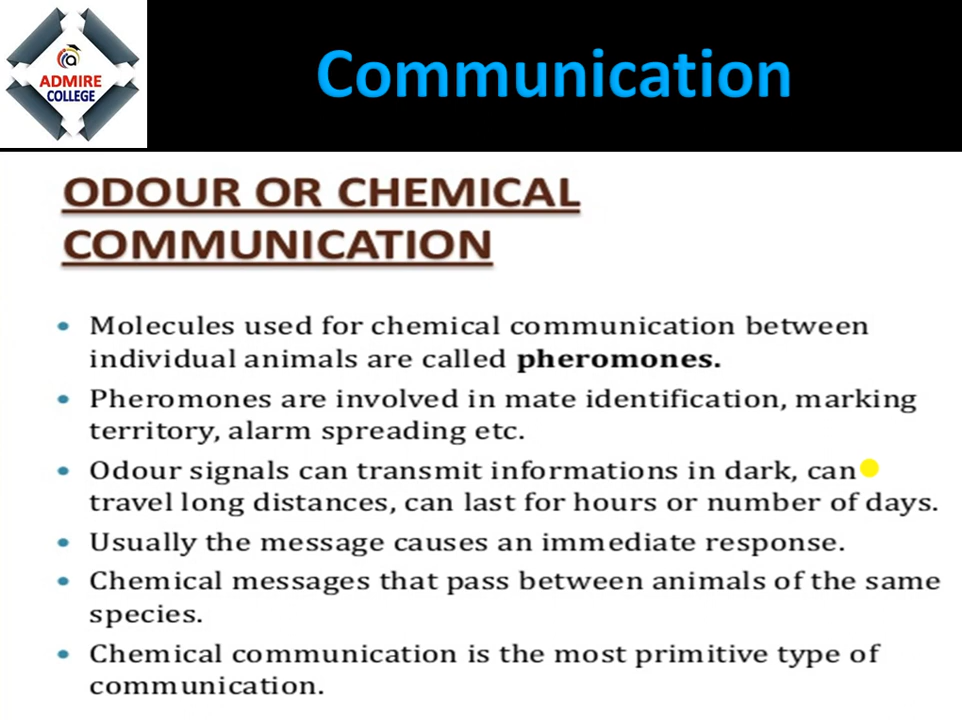 ADMIRE
COLLEGE
Communication
ODOUR OR CHEMICAL
COMMUNICATION
• Molecules used for chemical communication between
individual animals are called pheromones.
• Pheromones are involved in mate identification, marking
territory, alarm spreading etc.
• Odour signals can transmit informations in dark, can
travel long distances, can last for hours or number of days.
• Usually the message causes an immediate response.
• Chemical messages that pass between animals of the same
species.
• Chemical communication is the most primitive type of
communication.